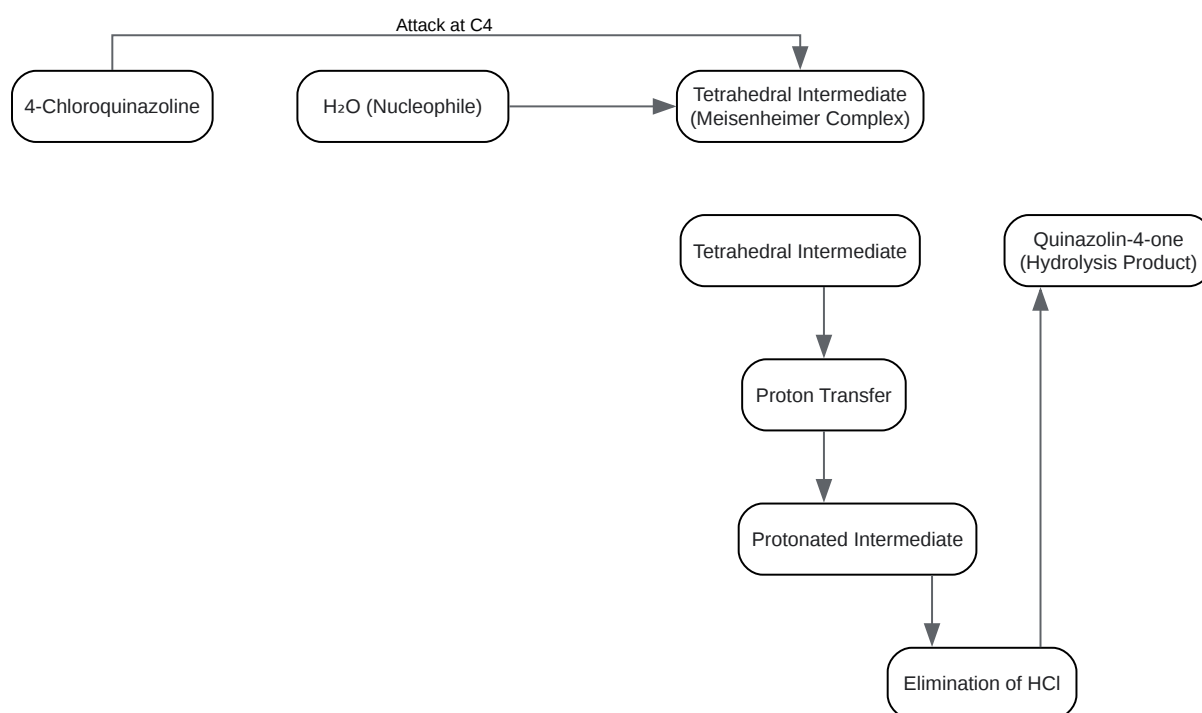 Attack at C4
4-Chloroquinazoline
H₂O (Nucleophile)
Tetrahedral Intermediate
(Meisenheimer Complex)
Tetrahedral Intermediate
Quinazolin-4-one
(Hydrolysis Product)
Proton Transfer
Protonated Intermediate
Elimination of HCl